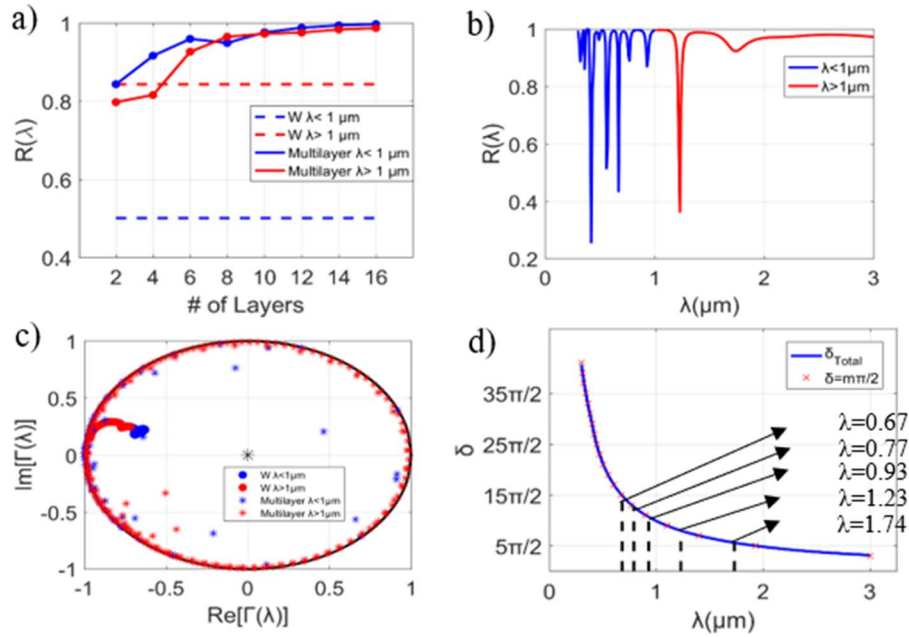 a)
R(λ)
1
0.8
0.6
0.4
W λ< 1 μm
W λ> 1 μm
Multilayer λ< 1 μm
Multilayer λ> 1 μm
2 4 6 8 10 12 14 16
# of Layers
b)
R(λ)
1
0.8
0.6
0.4
0.2
λ<1μm
λ>1μm
0 1 2 3
λ(μm)
c)
Im[Γ(λ)]
1
0.5
0
-0.5
-1
0
W λ<1μm
W λ>1μm
Multilayer λ<1μm
Multilayer λ>1μm
-1 -0.5 0 0.5 1
Re[Γ(λ)]
d)
δ
35π/2
25π/2
15π/2
5π/2
δTotal
δ=mπ/2
λ=0.67
λ=0.77
λ=0.93
λ=1.23
λ=1.74
0 1 2 3
λ(μm)